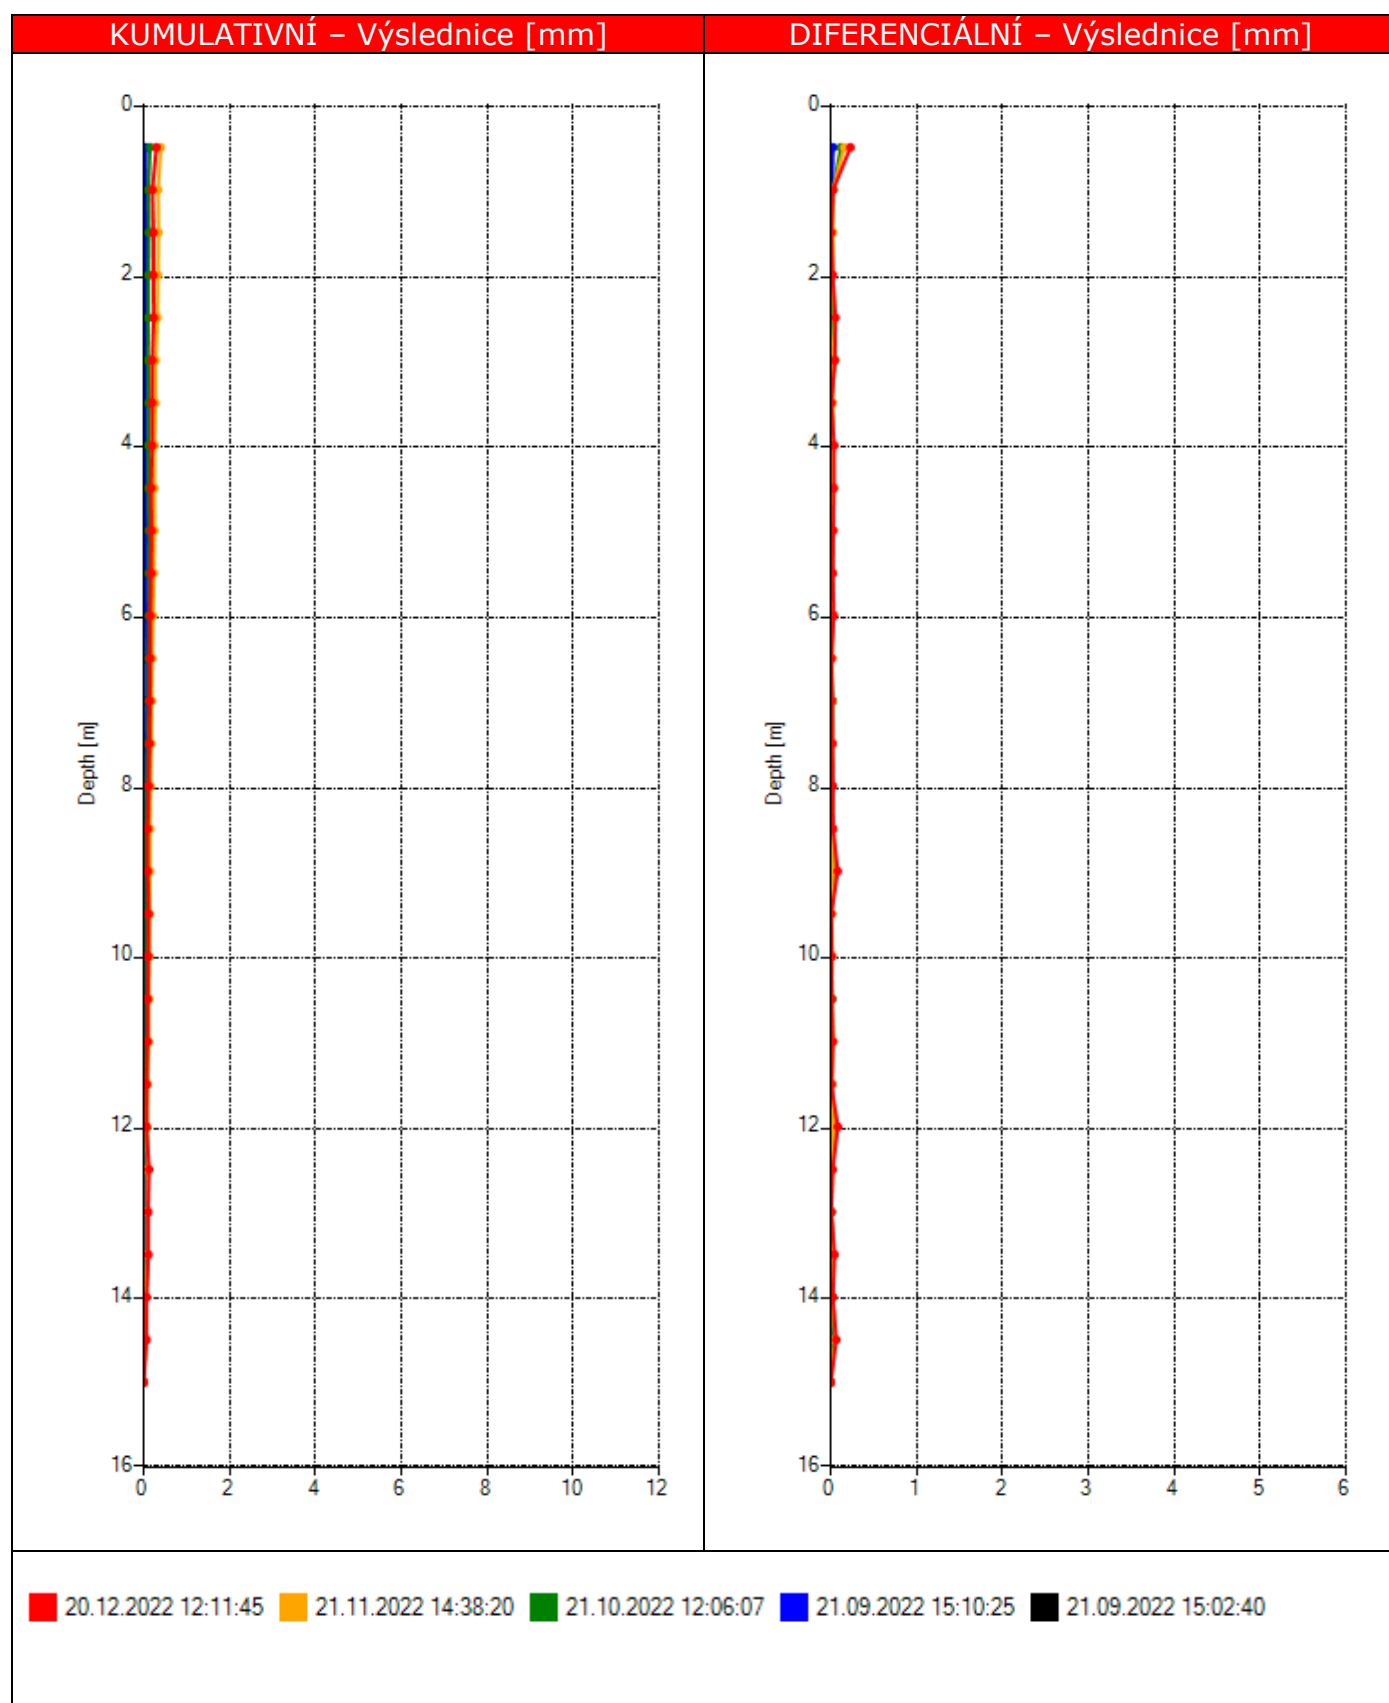 KUMULATIVNÍ – Výslednice [mm]
DIFERENCIÁLNÍ – Výslednice [mm]
0
2
4
6
8
10
12
14
16
Depth [m]
0 2 4 6 8 10 12
0
2
4
6
8
10
12
14
16
Depth [m]
0 1 2 3 4 5 6
20.12.2022 12:11:45 21.11.2022 14:38:20 21.10.2022 12:06:07 21.09.2022 15:10:25 21.09.2022 15:02:40